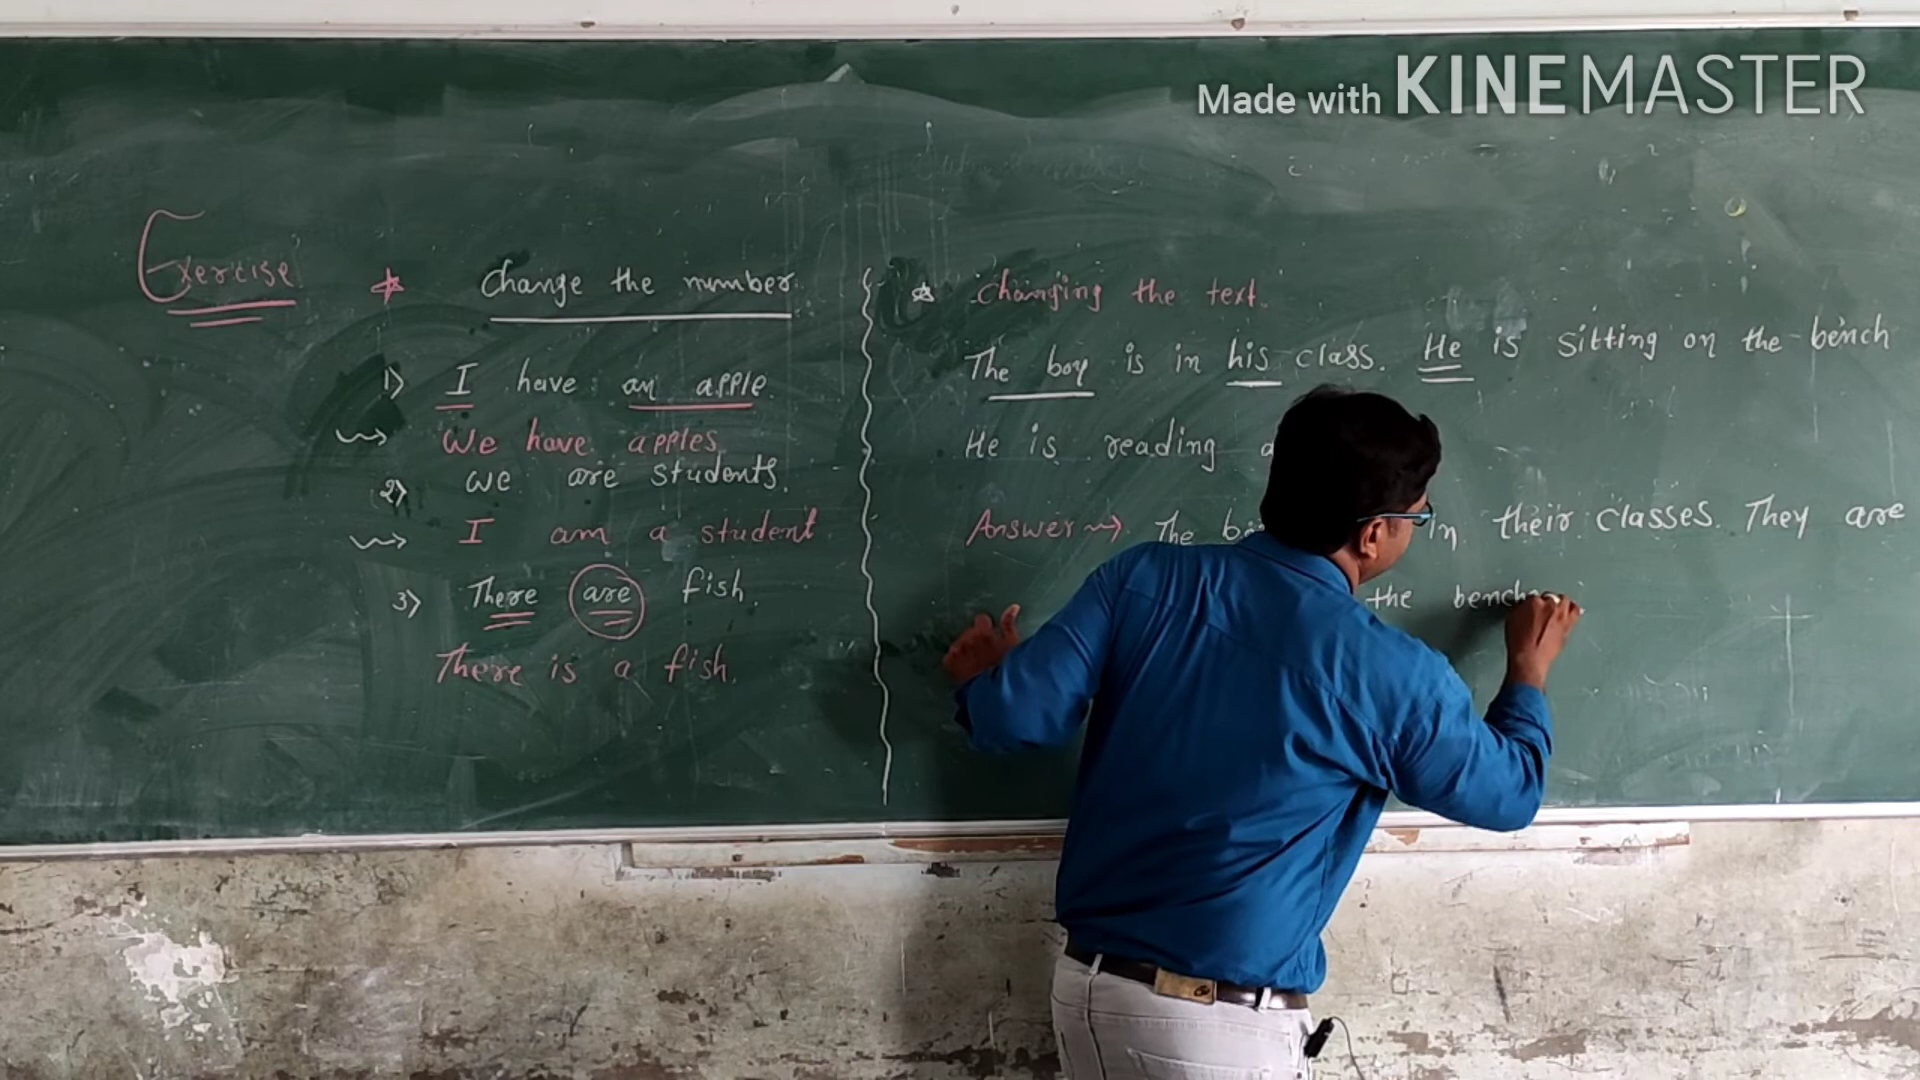 Made with KINEMASTER
Exercise
Change the number
1) I have an apple.
We have apples
2) We are students.
I am a student.
3) There are fish.
There is a fish.
Changing the text.
The boy is in his class. He is sitting on the bench
He is reading
Answer The in their classes. They are
the